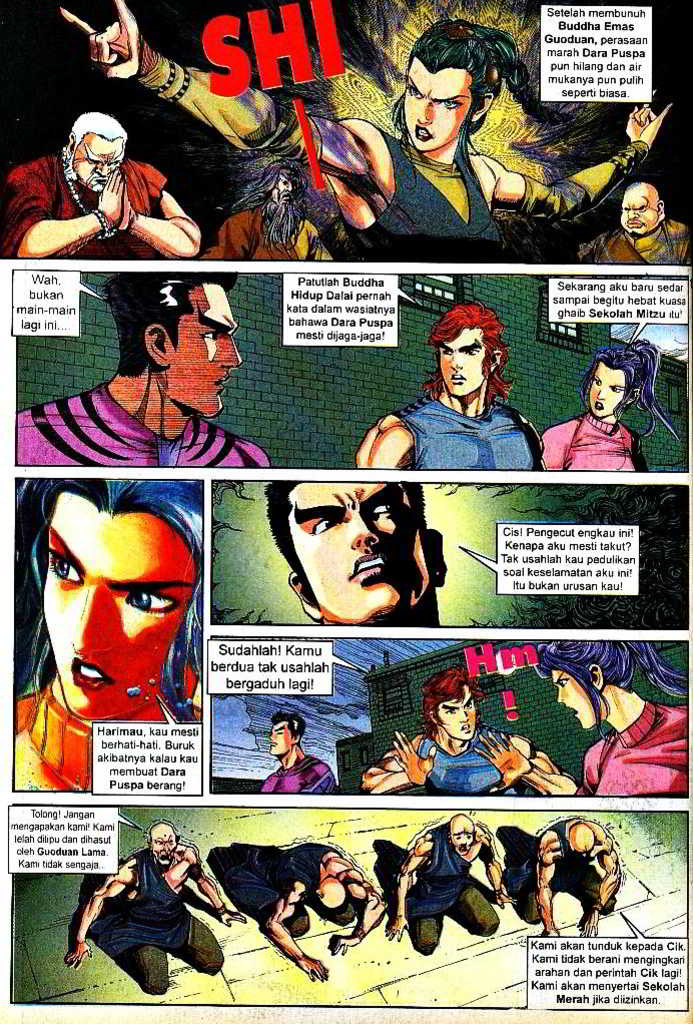 SHI
!
Setelah membunuh
Buddha Emas
Guoduan, perasaan
marah Dara Puspa
pun hilang dan air
mukanya pun pulih
seperti biasa.
Wah,
bukan
main-main
lagi ini....
Patutlah Buddha
Hidup Dalai pernah
kata dalam wasiatnya
bahawa Dara Puspa
mesti dijaga-jaga!
Sekarang aku baru sedar
sampai begitu hebat kuasa
ghaib Sekolah Mitzu itu!
Harimau, kau mesti
berhati-hati. Buruk
akibatnya kalau kau
membuat Dara
Puspa berang!
Cis! Pengecut engkau ini!
Kenapa aku mesti takut?
Tak usahlah kau pedulikan
soal keselamatan aku ini!
Itu bukan urusan kau!
Sudahlah! Kamu
berdua tak usahlah
bergaduh lagi!
Hm
!
Tolong! Jangan
mengapakan kami! Kami
telah dilipu dan dihasut
oleh Guoduan Lama.
Kami tidak sengaja..
Kami akan tunduk kepada Cik.
Kami tidak berani mengingkari
arahan dan perintah Cik lagi!
Kami akan menyertai Sekolah
Merah jika diizinkan.